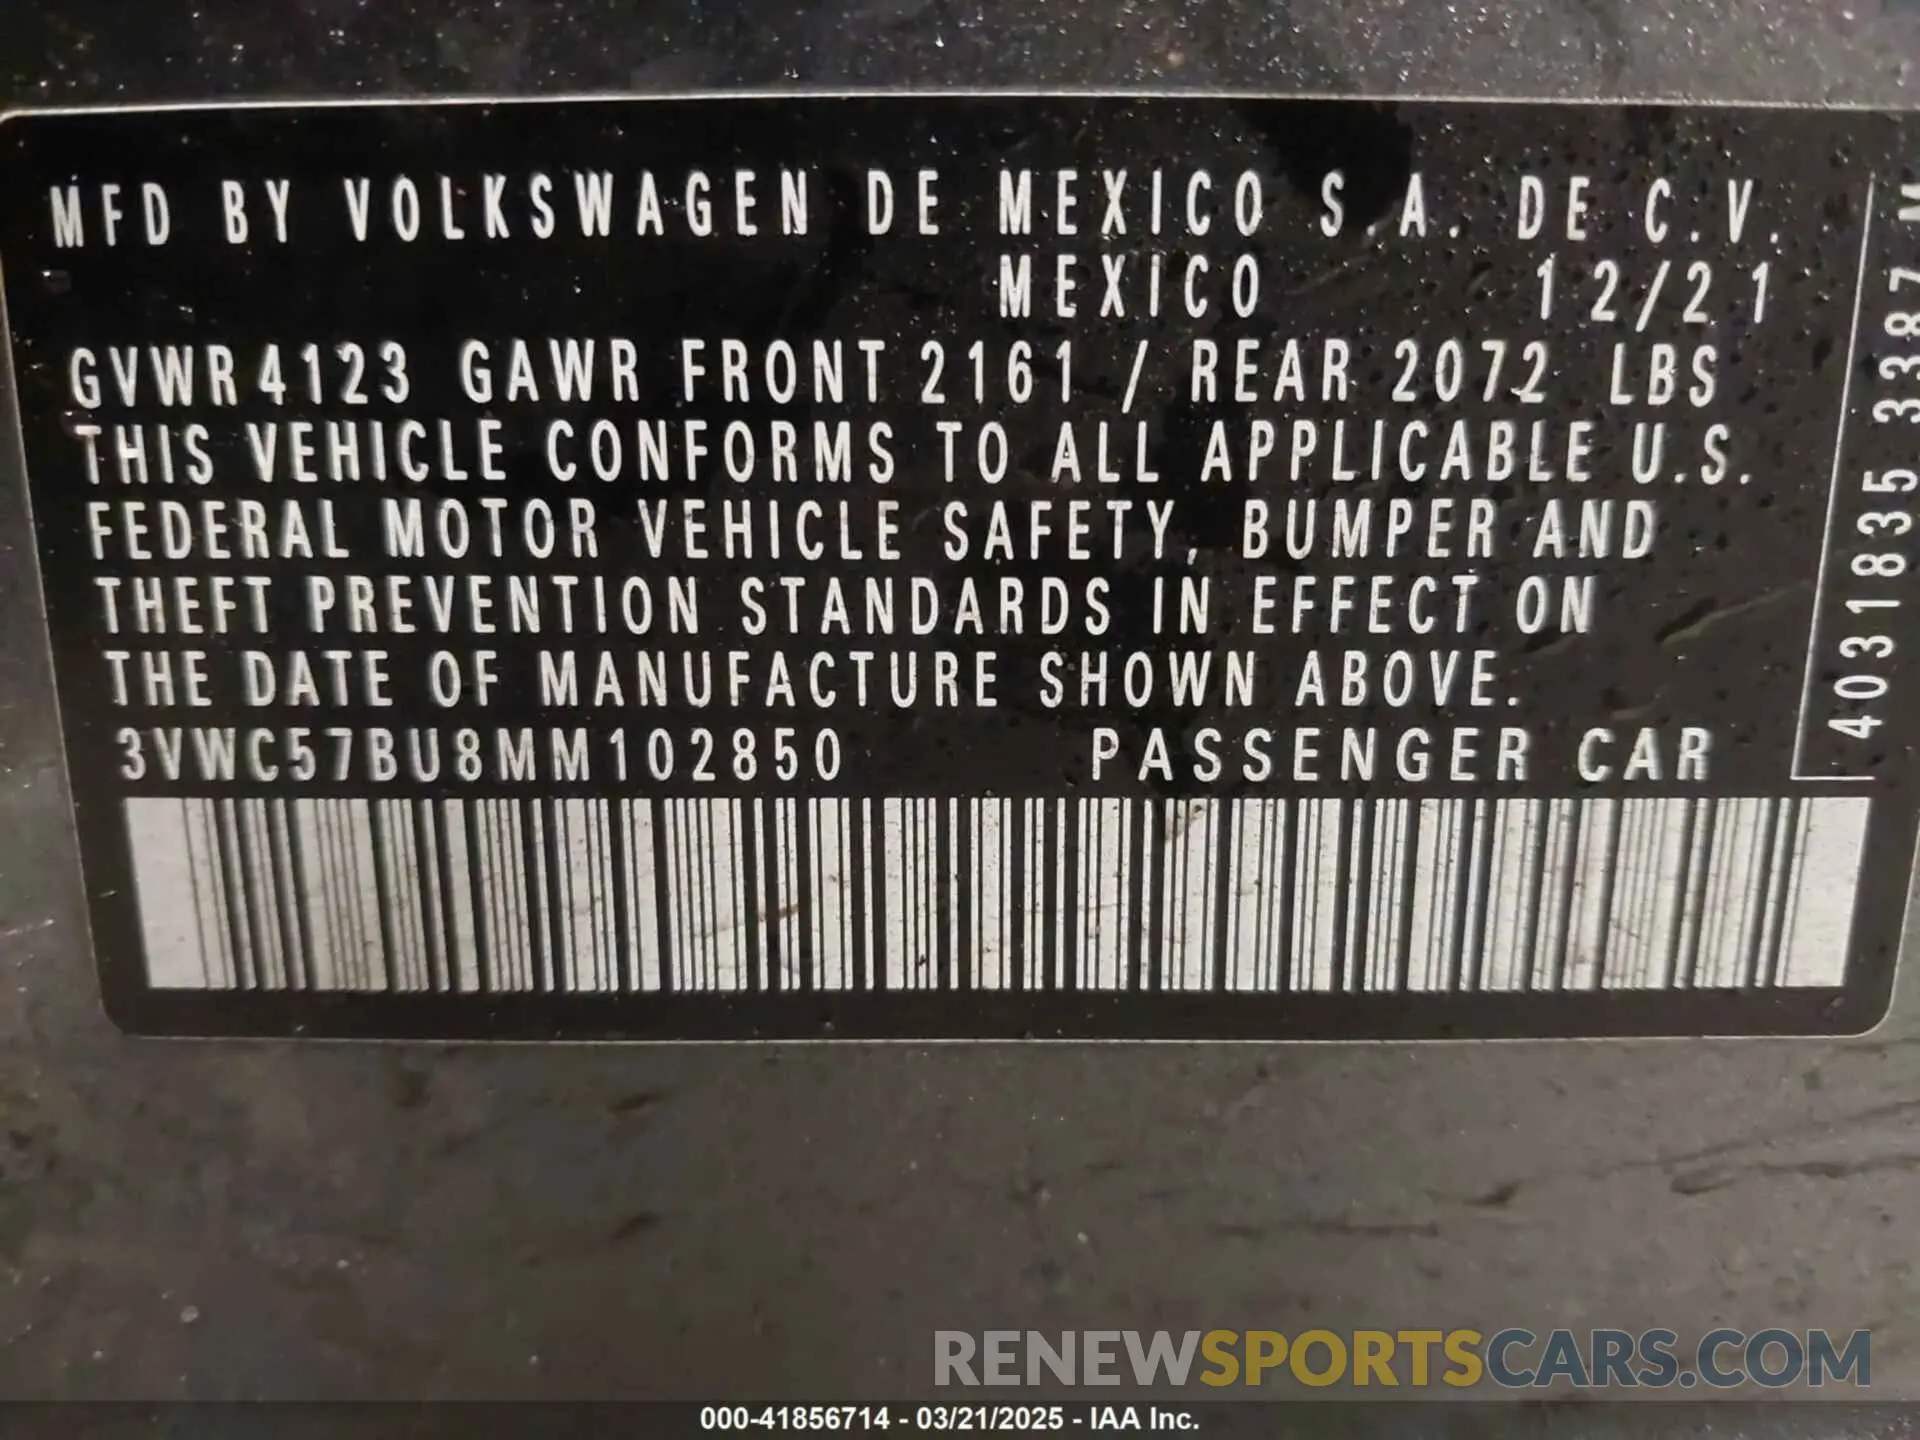 MFD BY VOLKSWAGEN DE MEXICO S.A. DE C.V.
MEXICO 12/21
GVWR 4123 GAWR FRONT 2161 / REAR 2072 LBS
THIS VEHICLE CONFORMS TO ALL APPLICABLE U.S.
FEDERAL MOTOR VEHICLE SAFETY, BUMPER AND
THEFT PREVENTION STANDARDS IN EFFECT ON
THE DATE OF MANUFACTURE SHOWN ABOVE.
3VWC57BU8MM102850 PASSENGER CAR
4031835 3387 M
RENEWSPORTSCARS.COM
000-41856714 - 03/21/2025 - IAA Inc.